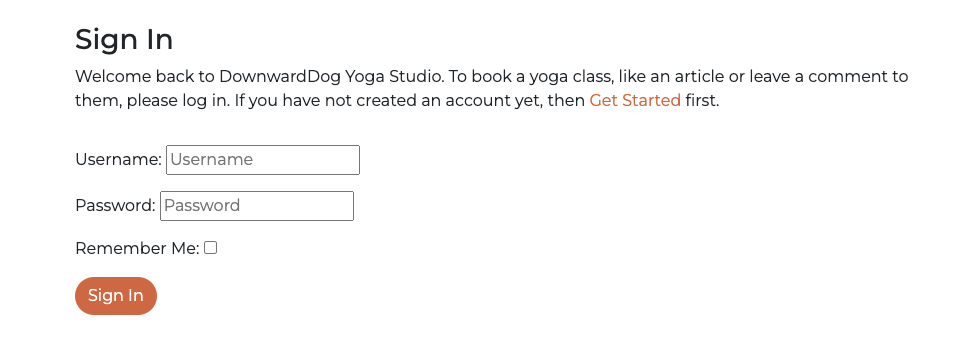 Sign In
Welcome back to DownwardDog Yoga Studio. To book a yoga class, like an article or leave a comment to
them, please log in. If you have not created an account yet, then Get Started first.
Username: Username
Password: Password
Remember Me:
Sign In